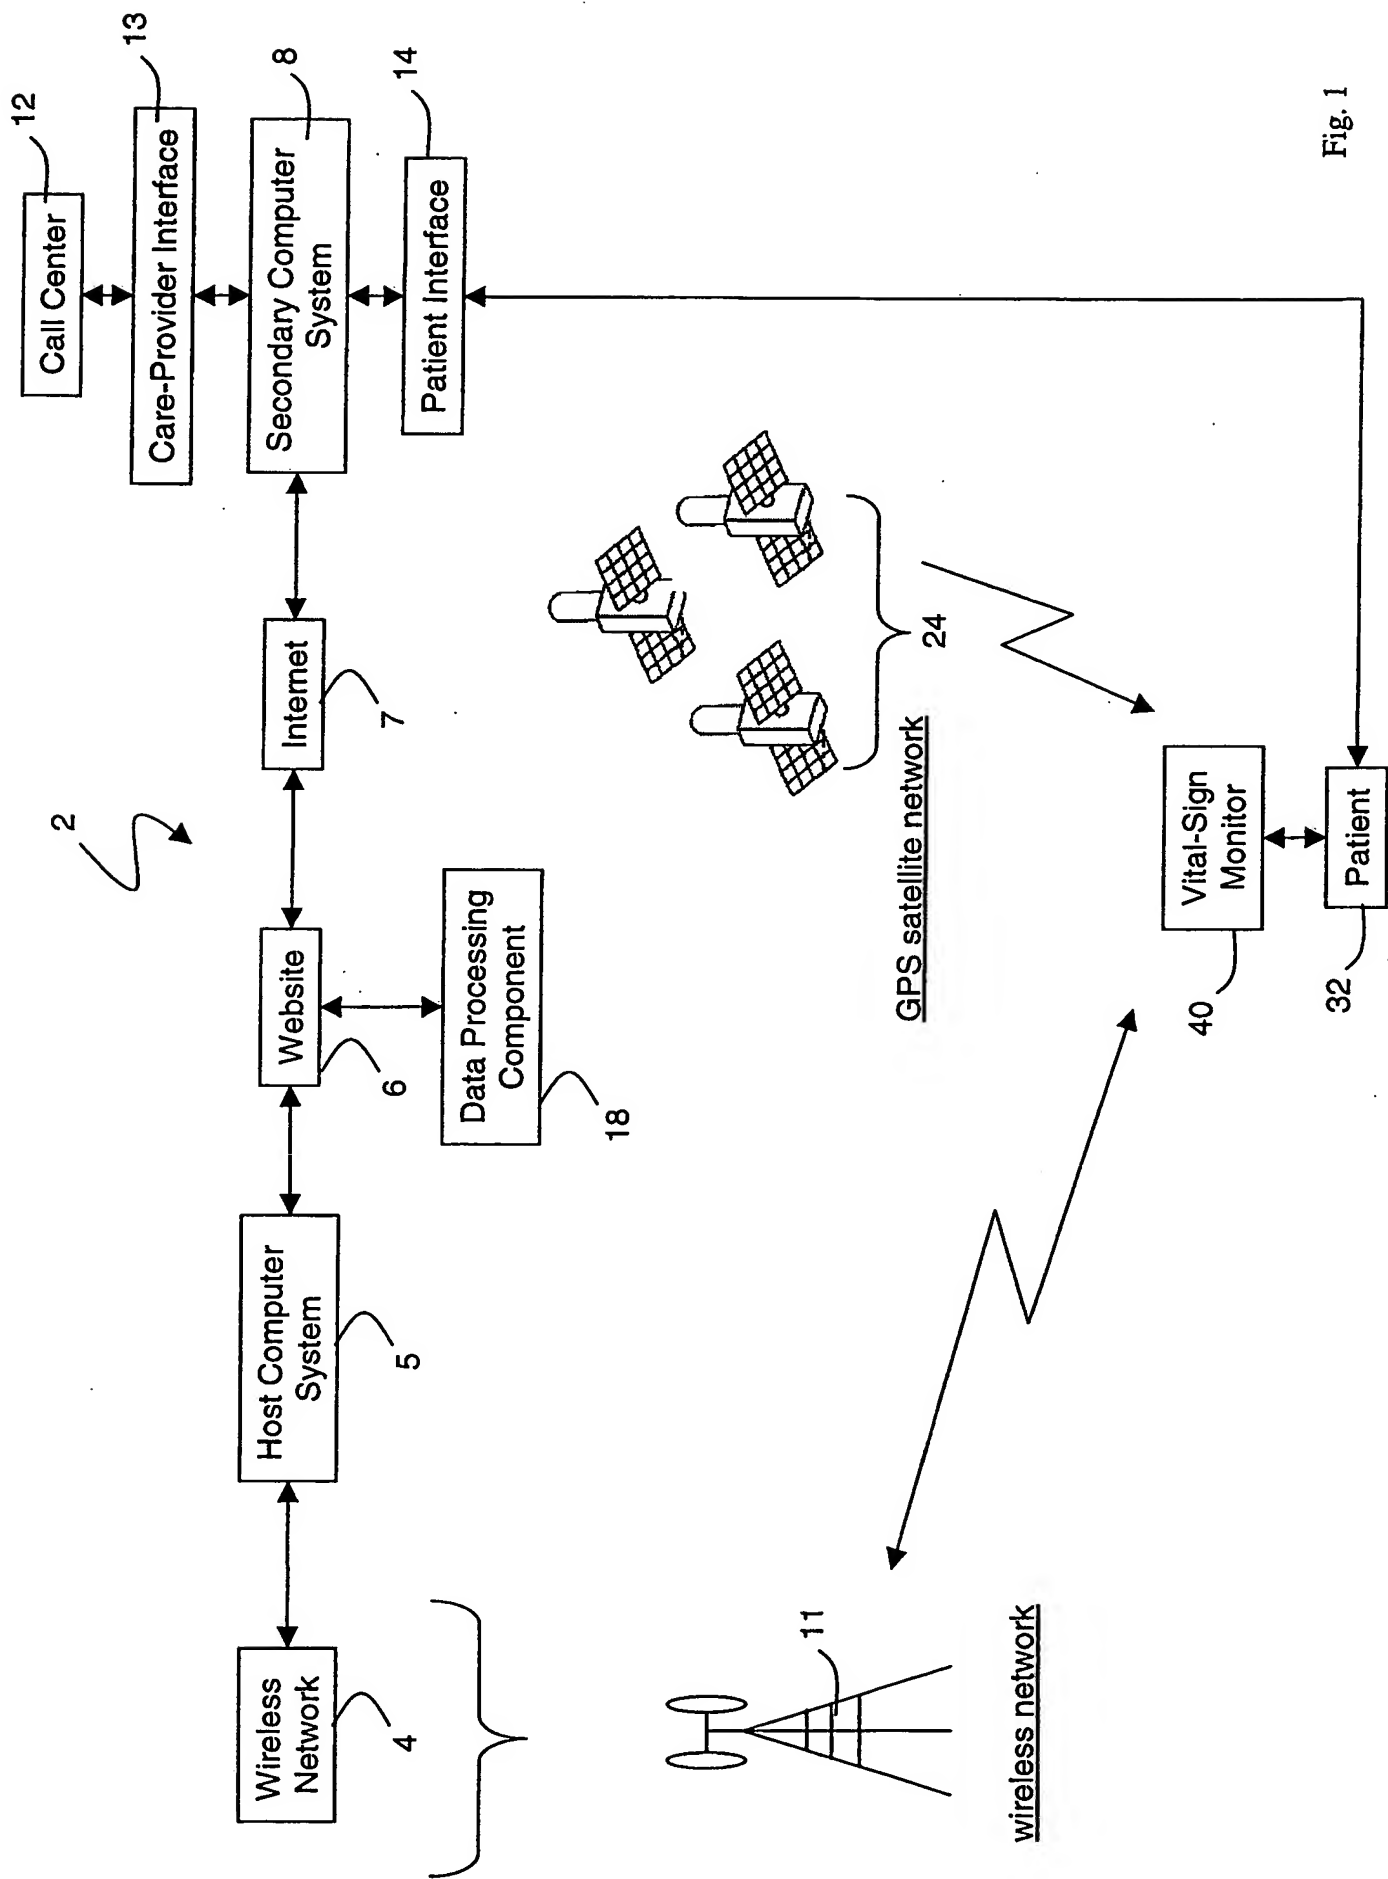 2
Wireless
Network
4
Host Computer
System
5
Website
6
Internet
7
Secondary Computer
System
8
Call Center
12
Care-Provider Interface
13
Patient Interface
14
Data Processing
Component
18
24
GPS satellite network
11
wireless network
Vital-Sign
Monitor
40
Patient
32
Fig. 1